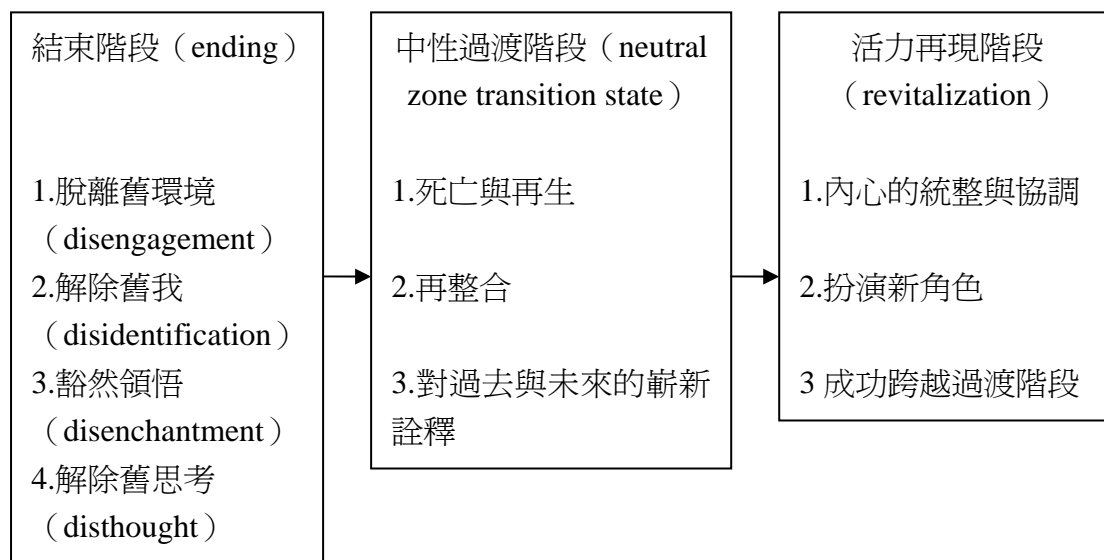 結束階段（ending）
1.脫離舊環境
（disengagement）
2.解除舊我
（disidentification）
3.豁然領悟
（disenchantment）
4.解除舊思考
（disthought）
中性過渡階段（neutral
zone transition state）
1.死亡與再生
2.再整合
3.對過去與未來的嶄新
詮釋
活力再現階段
（revitalization）
1.內心的統整與協調
2.扮演新角色
3 成功跨越過渡階段